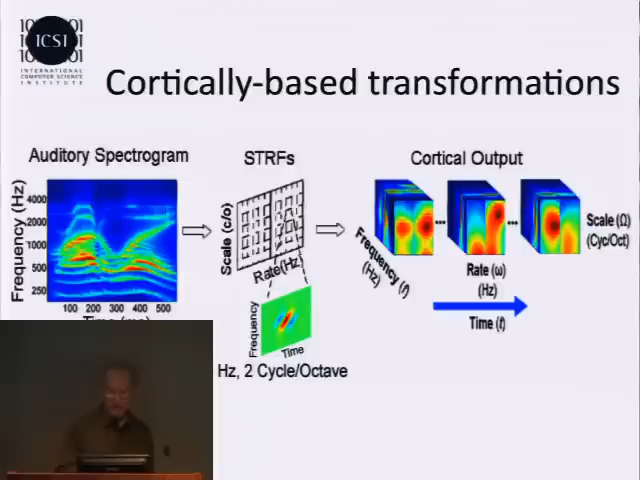 ICSI
INTERNATIONAL
COMPUTER SCIENCE
INSTITUTE
Cortically-based transformations
Auditory Spectrogram
STRFs
Cortical Output
Frequency (Hz)
4000
2000
1000
500
250
100 200 300 400 500
Scale (c/o)
Rate(Hz
Frequency
Time
Hz, 2 Cycle/Octave
Frequency (f)
(Hz)
Rate (ω)
(Hz)
Time (t)
Scale (Ω)
(Cyc/Oct)